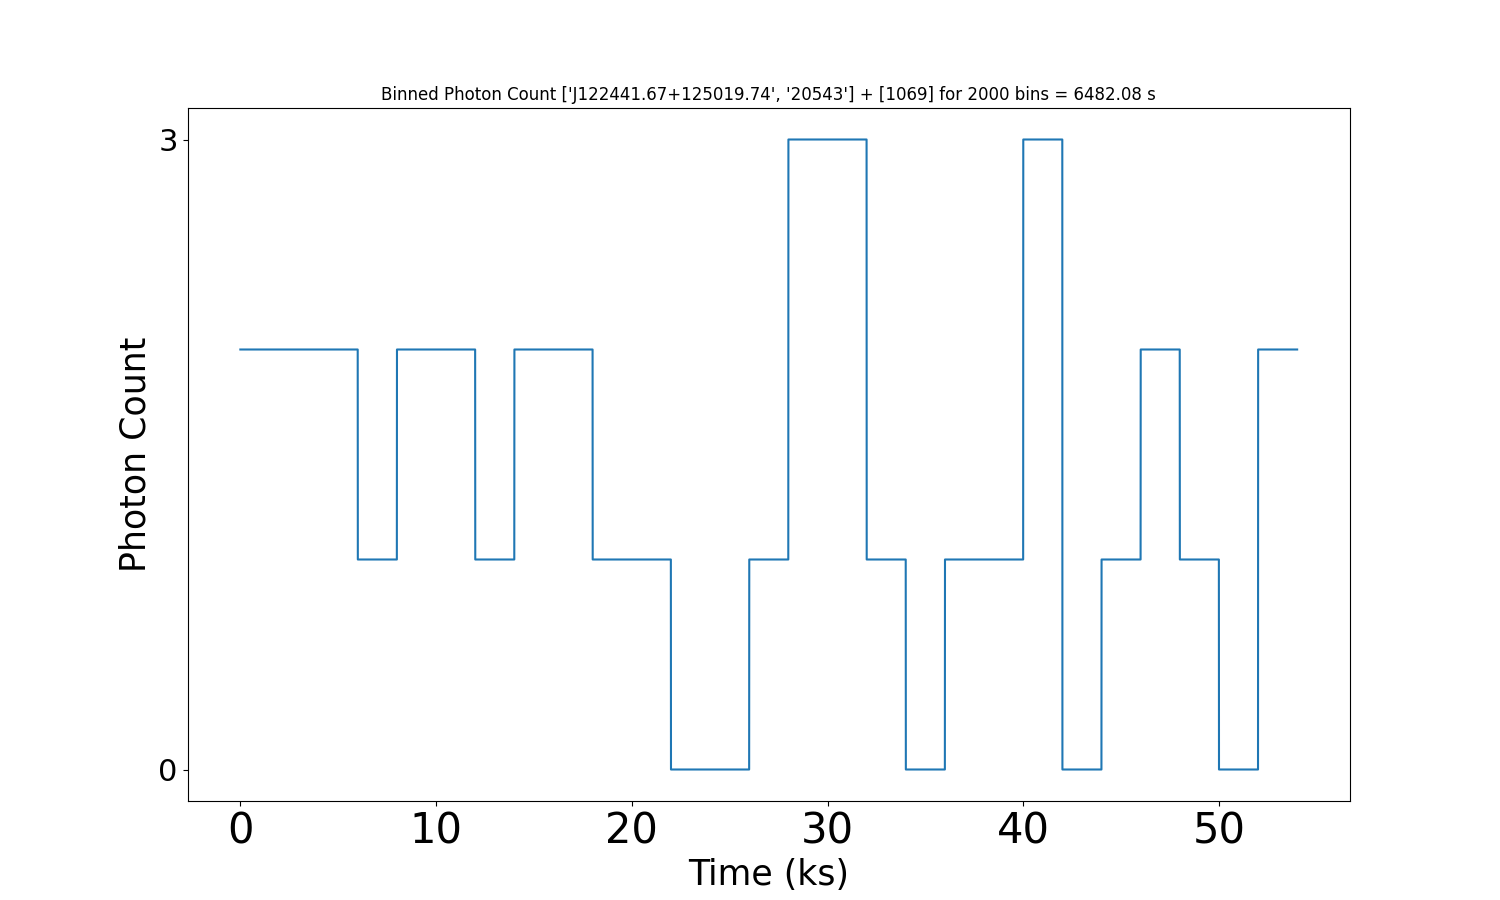 Binned Photon Count ['J122441.67+125019.74', '20543'] + [1069] for 2000 bins = 6482.08 s
3
Photon Count
0
0 10 20 30 40 50
Time (ks)